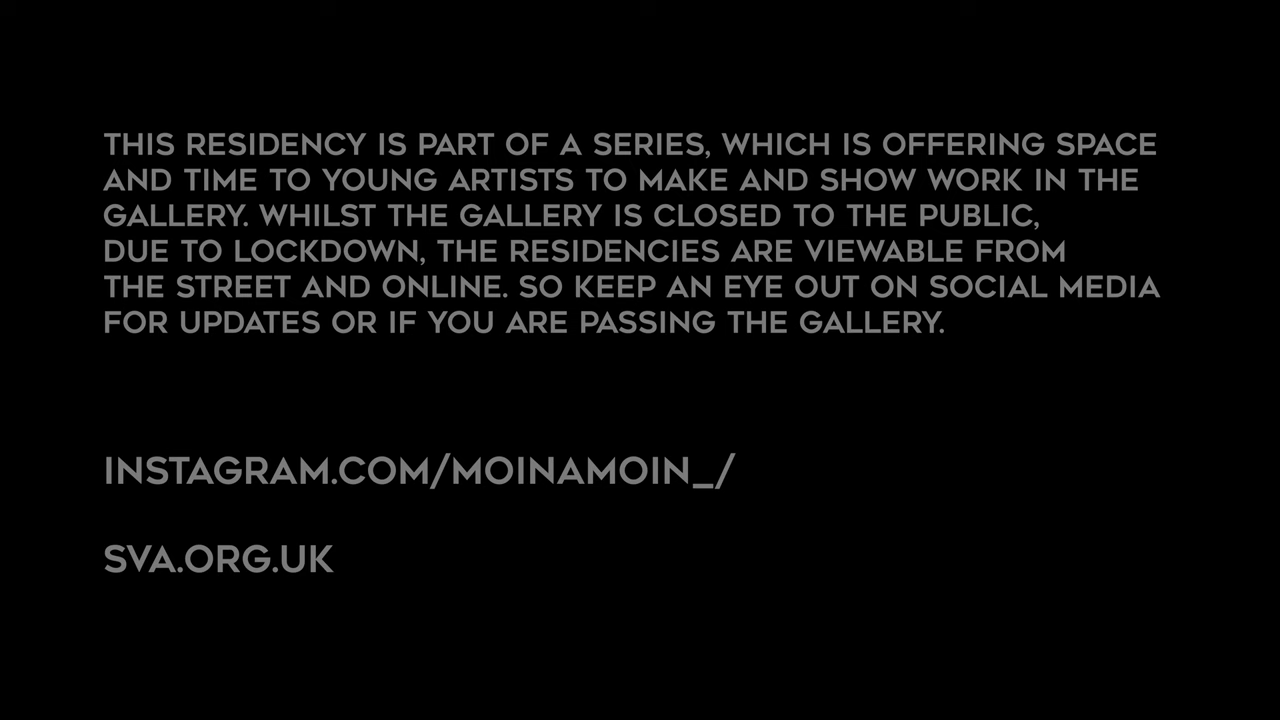 THIS RESIDENCY IS PART OF A SERIES, WHICH IS OFFERING SPACE
AND TIME TO YOUNG ARTISTS TO MAKE AND SHOW WORK IN THE
GALLERY. WHILST THE GALLERY IS CLOSED TO THE PUBLIC,
DUE TO LOCKDOWN, THE RESIDENCIES ARE VIEWABLE FROM
THE STREET AND ONLINE. SO KEEP AN EYE OUT ON SOCIAL MEDIA
FOR UPDATES OR IF YOU ARE PASSING THE GALLERY.
INSTAGRAM.COM/MOINAMOIN_/
SVA.ORG.UK